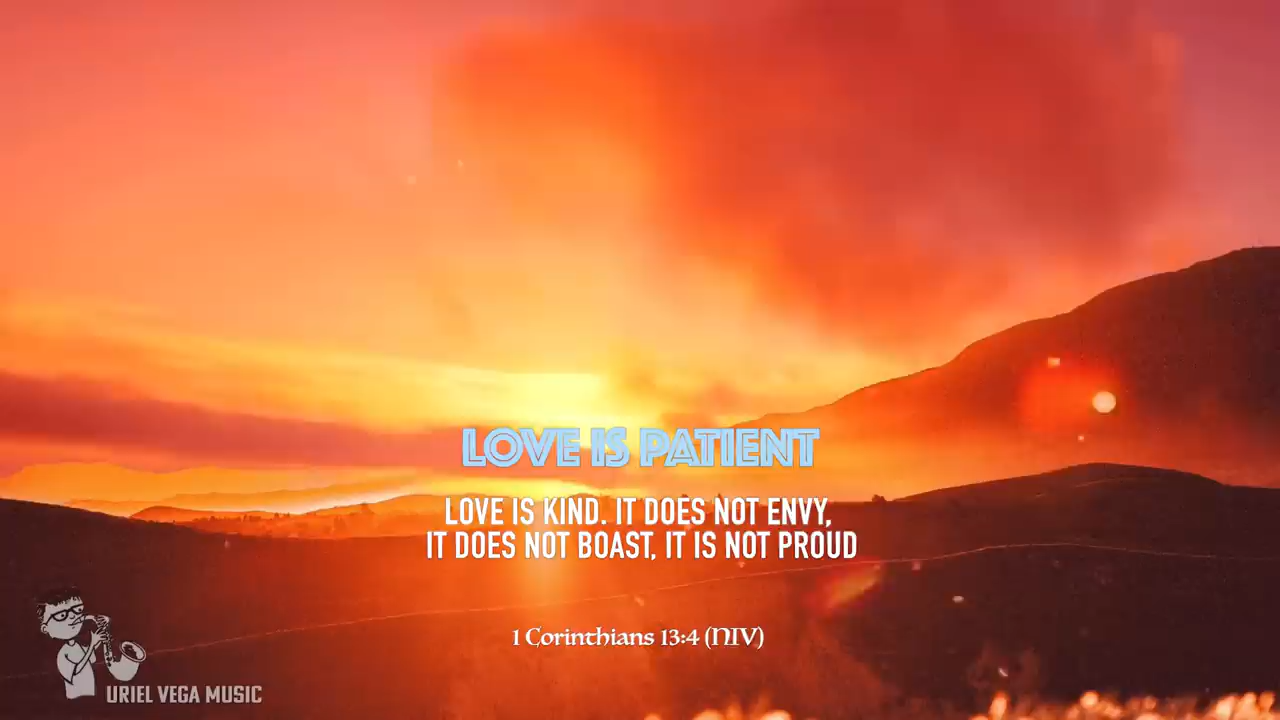 LOVE IS PATIENT
LOVE IS KIND. IT DOES NOT ENVY,
IT DOES NOT BOAST, IT IS NOT PROUD
1 Corinthians 13:4 (NIV)
URIEL VEGA MUSIC